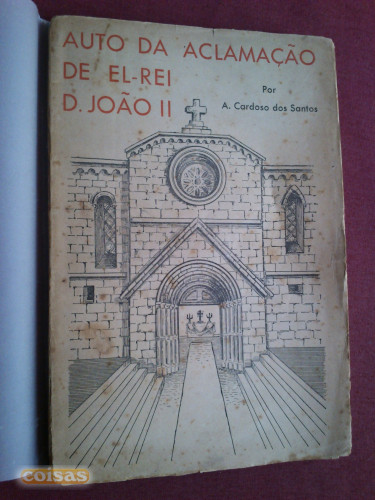 AUTO DA ACLAMAÇÃO
DE EL-REI
D. JOÃO II
Por
A. Cardoso dos Santos
coisas